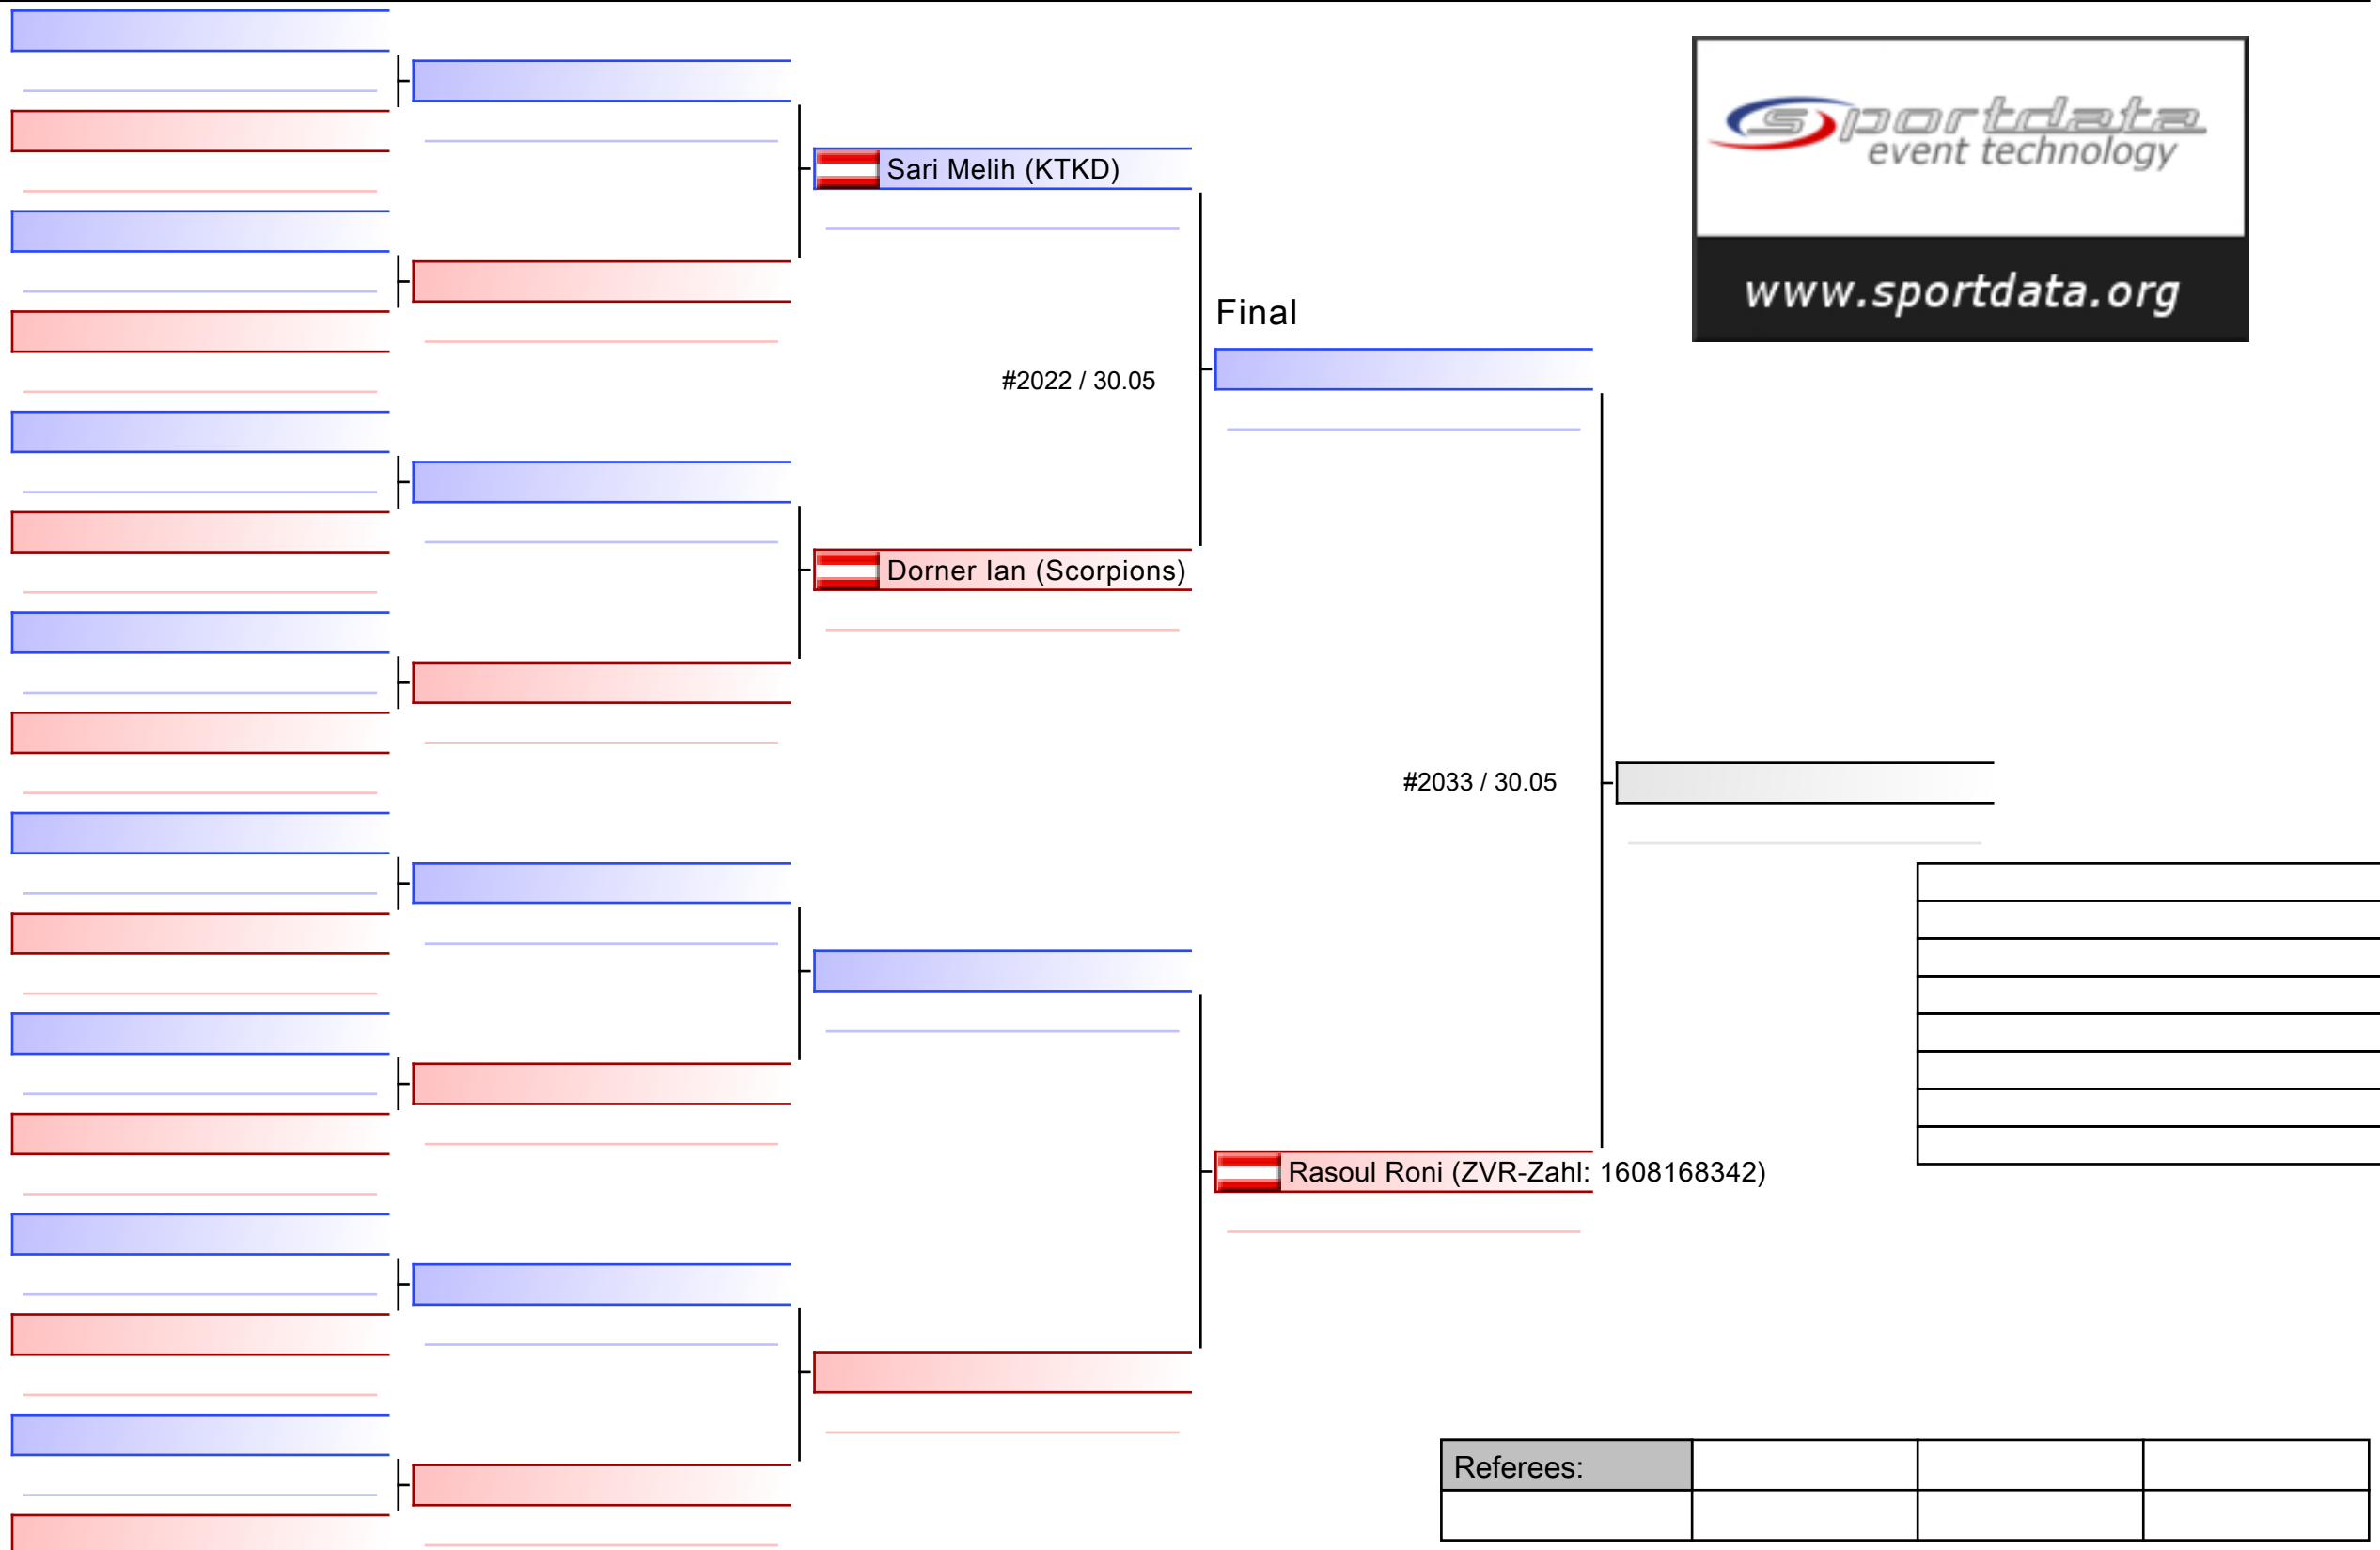 sportdata
event technology
www.sportdata.org
Sari Melih (KTKD)
Final
#2022 / 30.05
Dorner Ian (Scorpions)
#2033 / 30.05
Rasoul Roni (ZVR-Zahl: 1608168342)
Referees: